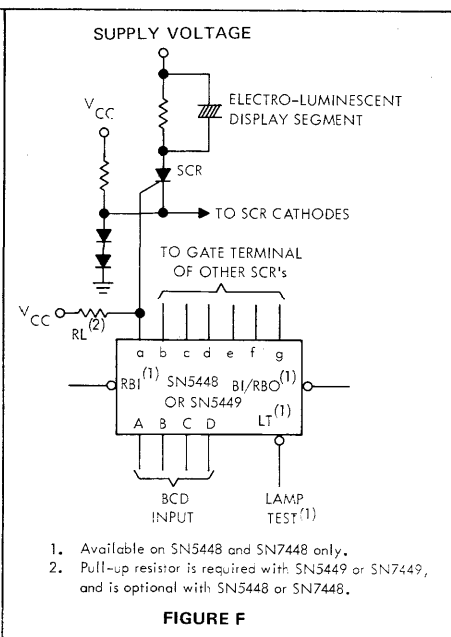 SUPPLY VOLTAGE
V_CC
ELECTRO-LUMINESCENT
DISPLAY SEGMENT
SCR
TO SCR CATHODES
TO GATE TERMINAL
OF OTHER SCR's
V_CC
RL(2)
a b c d e f g
RBI(1) SN5448 BI/RBO(1)
OR SN5449
LT(1)
A B C D
BCD
INPUT
LAMP
TEST(1)
1. Available on SN5448 and SN7448 only.
2. Pull-up resistor is required with SN5449 or SN7449,
and is optional with SN5448 or SN7448.
FIGURE F